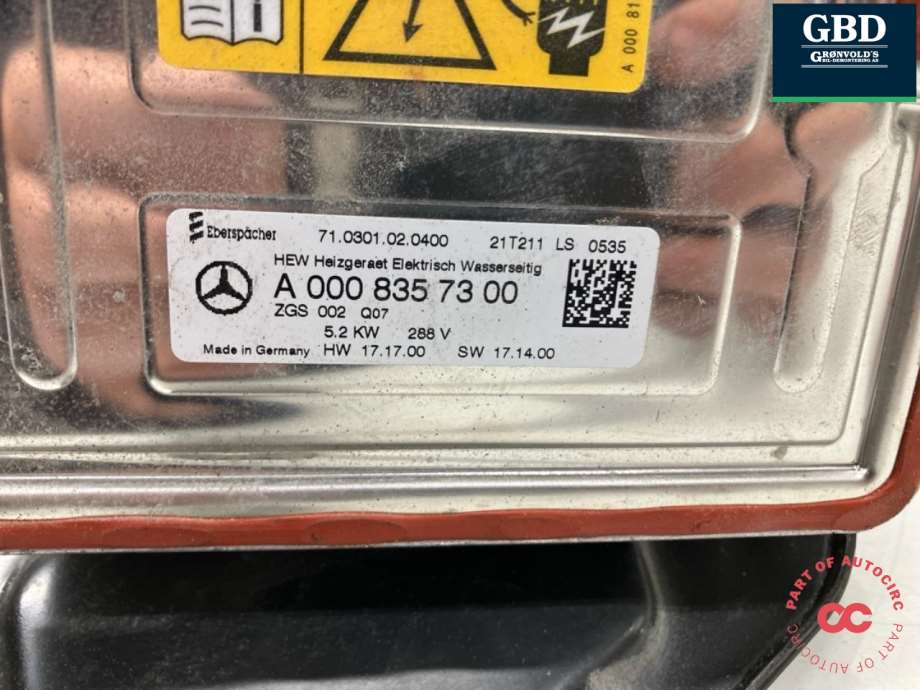 A 000 81
GBD
GRØNVOLD'S
BIL-DEMONTERING AS
Eberspächer 71.0301.02.0400 21T211 LS 0535
HEW Heizgeraet Elektrisch Wasserseitig
A 000 835 73 00
ZGS 002 Q07
5.2 KW 288 V
Made in Germany HW 17.17.00 SW 17.14.00
PART OF AUTOCIRC
PART OF AUTOCIRC